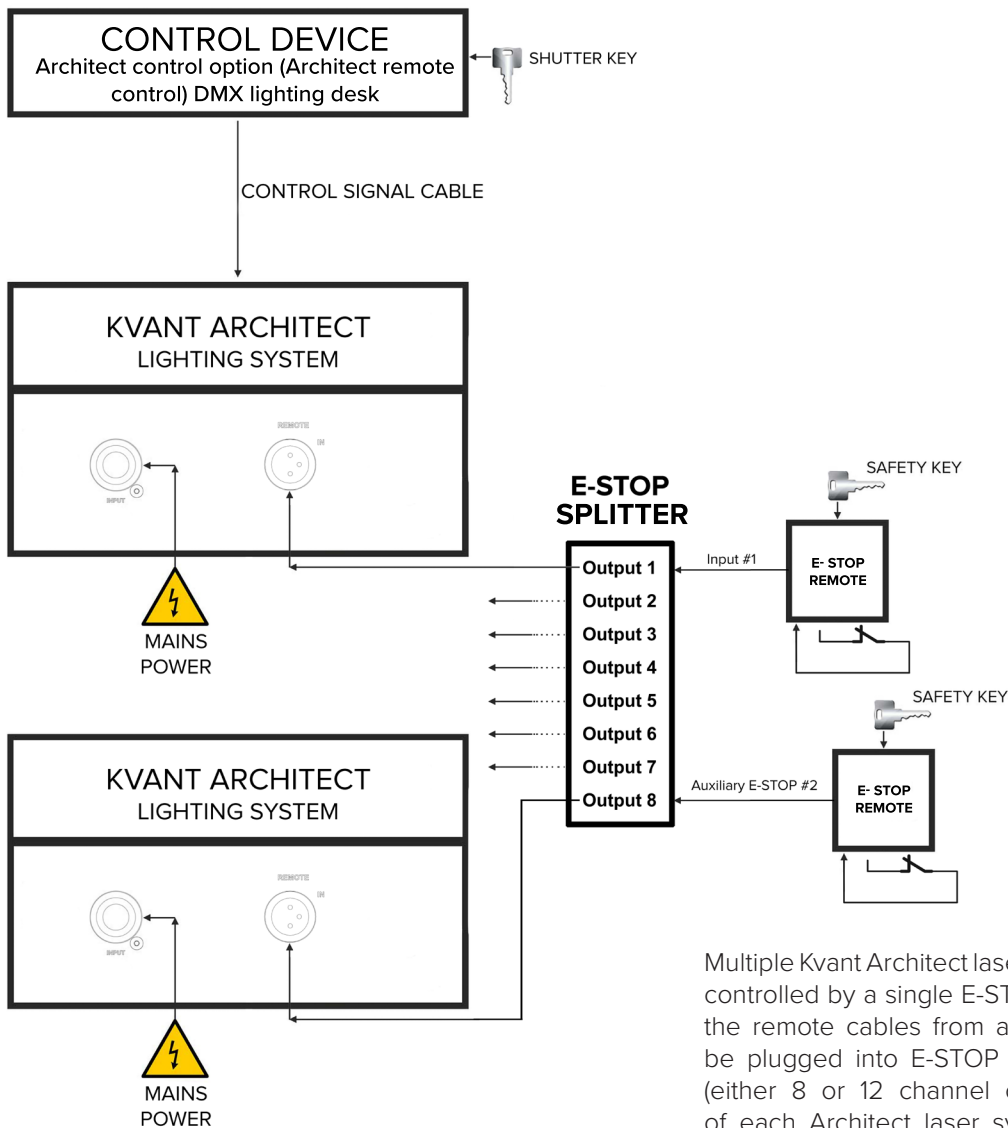 CONTROL DEVICE
Architect control option (Architect remote
control) DMX lighting desk
SHUTTER KEY
CONTROL SIGNAL CABLE
KVANT ARCHITECT
LIGHTING SYSTEM
REMOTE
IN
INPUT
MAINS
POWER
E-STOP
SPLITTER
Output 1
Output 2
Output 3
Output 4
Output 5
Output 6
Output 7
Output 8
Input #1
SAFETY KEY
E- STOP
REMOTE
Auxiliary E-STOP #2
SAFETY KEY
E- STOP
REMOTE
KVANT ARCHITECT
LIGHTING SYSTEM
REMOTE
IN
INPUT
MAINS
POWER
Multiple Kvant Architect
controlled by a single
the remote cables from
be plugged into E-STOP
(either 8 or 12 channel
of each Architect laser